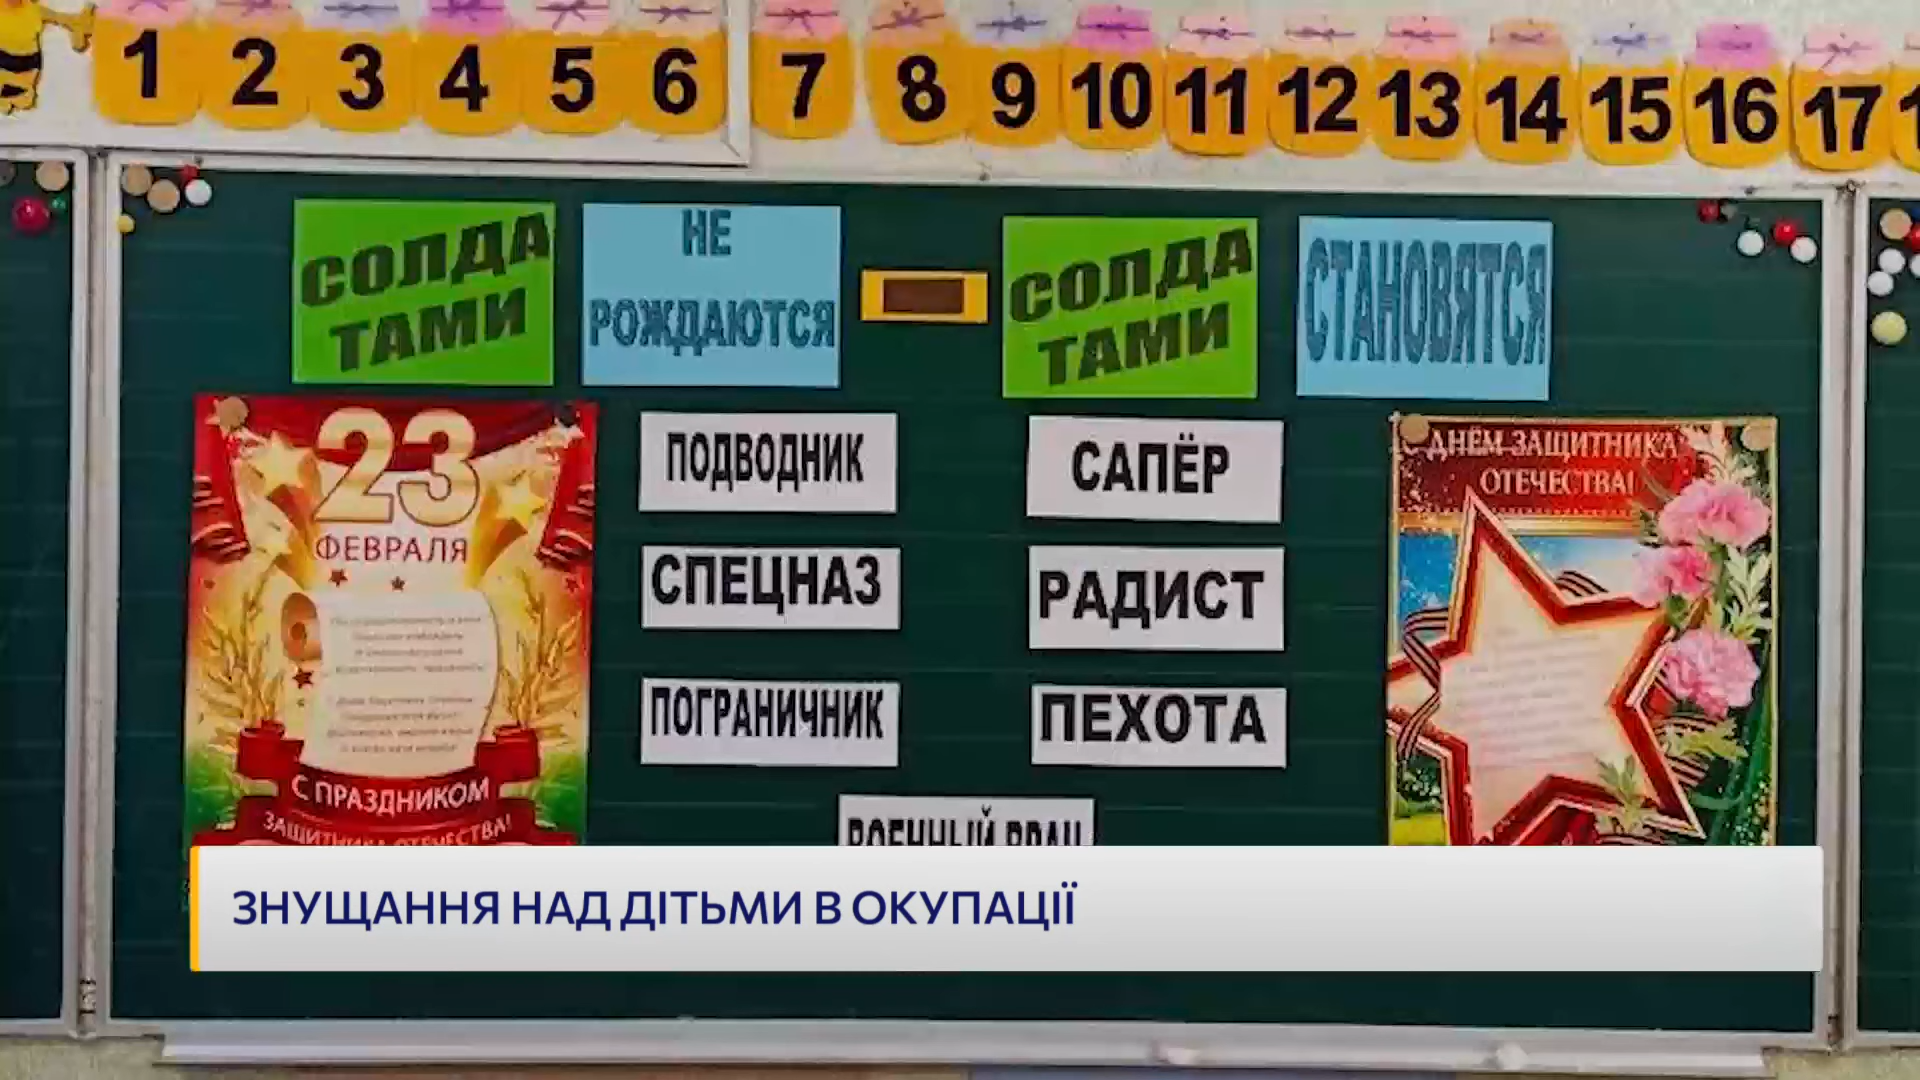 1 2 3 4 5 6 7 8 9 10 11 12 13 14 15 16 17
СОЛДА
ТАМИ
НЕ
РОЖДАЮТСЯ
-
СОЛДА
ТАМИ
СТАНОВЯТСЯ
23
ФЕВРАЛЯ
С ПРАЗДНИКОМ
ЗАЩИТНИКА ОТЕЧЕСТВА!
ПОДВОДНИК
СПЕЦНАЗ
ПОГРАНИЧНИК
САПЁР
РАДИСТ
ПЕХОТА
ВОЕННЫЙ ВРАЧ
С ДНЁМ ЗАЩИТНИКА
ОТЕЧЕСТВА!
ЗНУЩАННЯ НАД ДІТЬМИ В ОКУПАЦІЇ